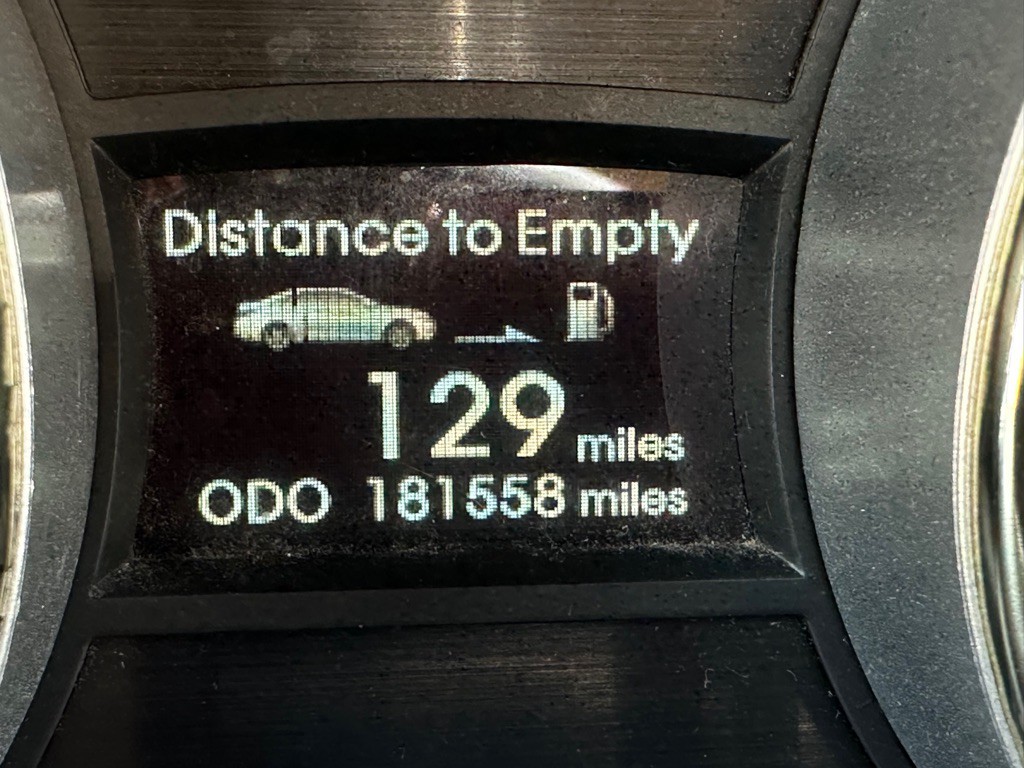 Distance to Empty
129 miles
ODO 181558 miles